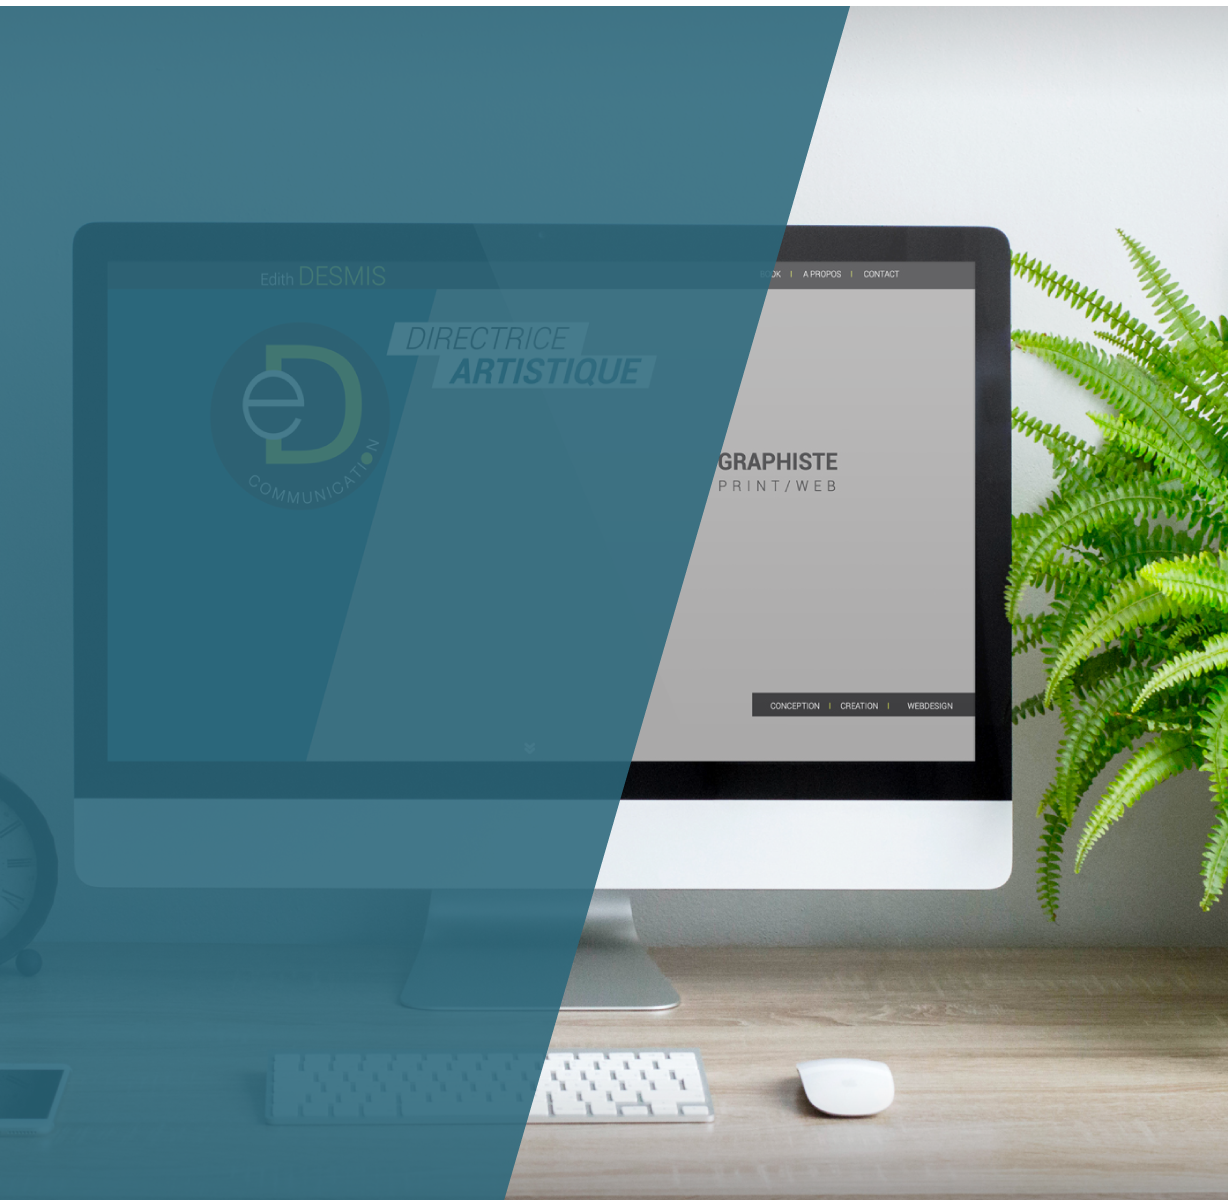 Edith DESMIS
BOOK I A PROPOS I CONTACT
DIRECTRICE
ARTISTIQUE
eD
COMMUNICATION
GRAPHISTE
PRINT/WEB
CONCEPTION I CREATION I WEBDESIGN